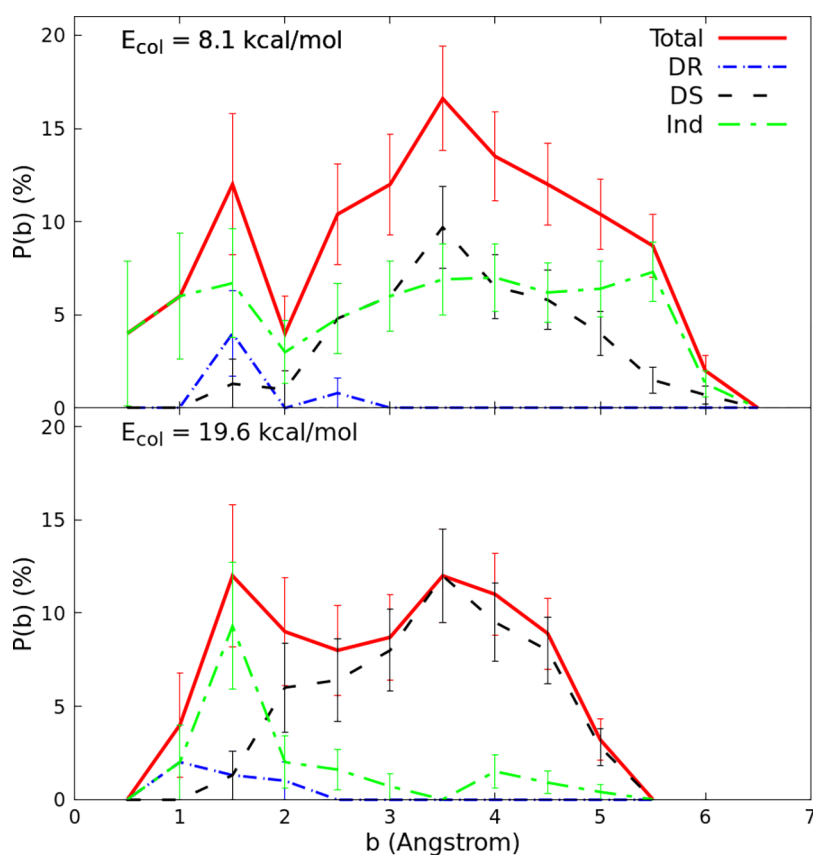 E_col = 8.1 kcal/mol
Total
DR
DS
Ind
P(b) (%)
20
15
10
5
0
E_col = 19.6 kcal/mol
P(b) (%)
20
15
10
5
0
0 1 2 3 4 5 6 7
b (Angstrom)